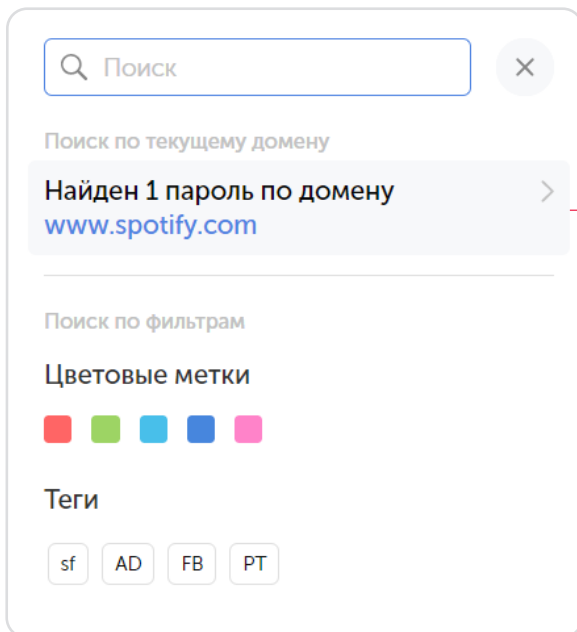 Поиск
Поиск по текущему домену
Найден 1 пароль по домену
www.spotify.com
Поиск по фильтрам
Цветовые метки
Теги
sf AD FB PT